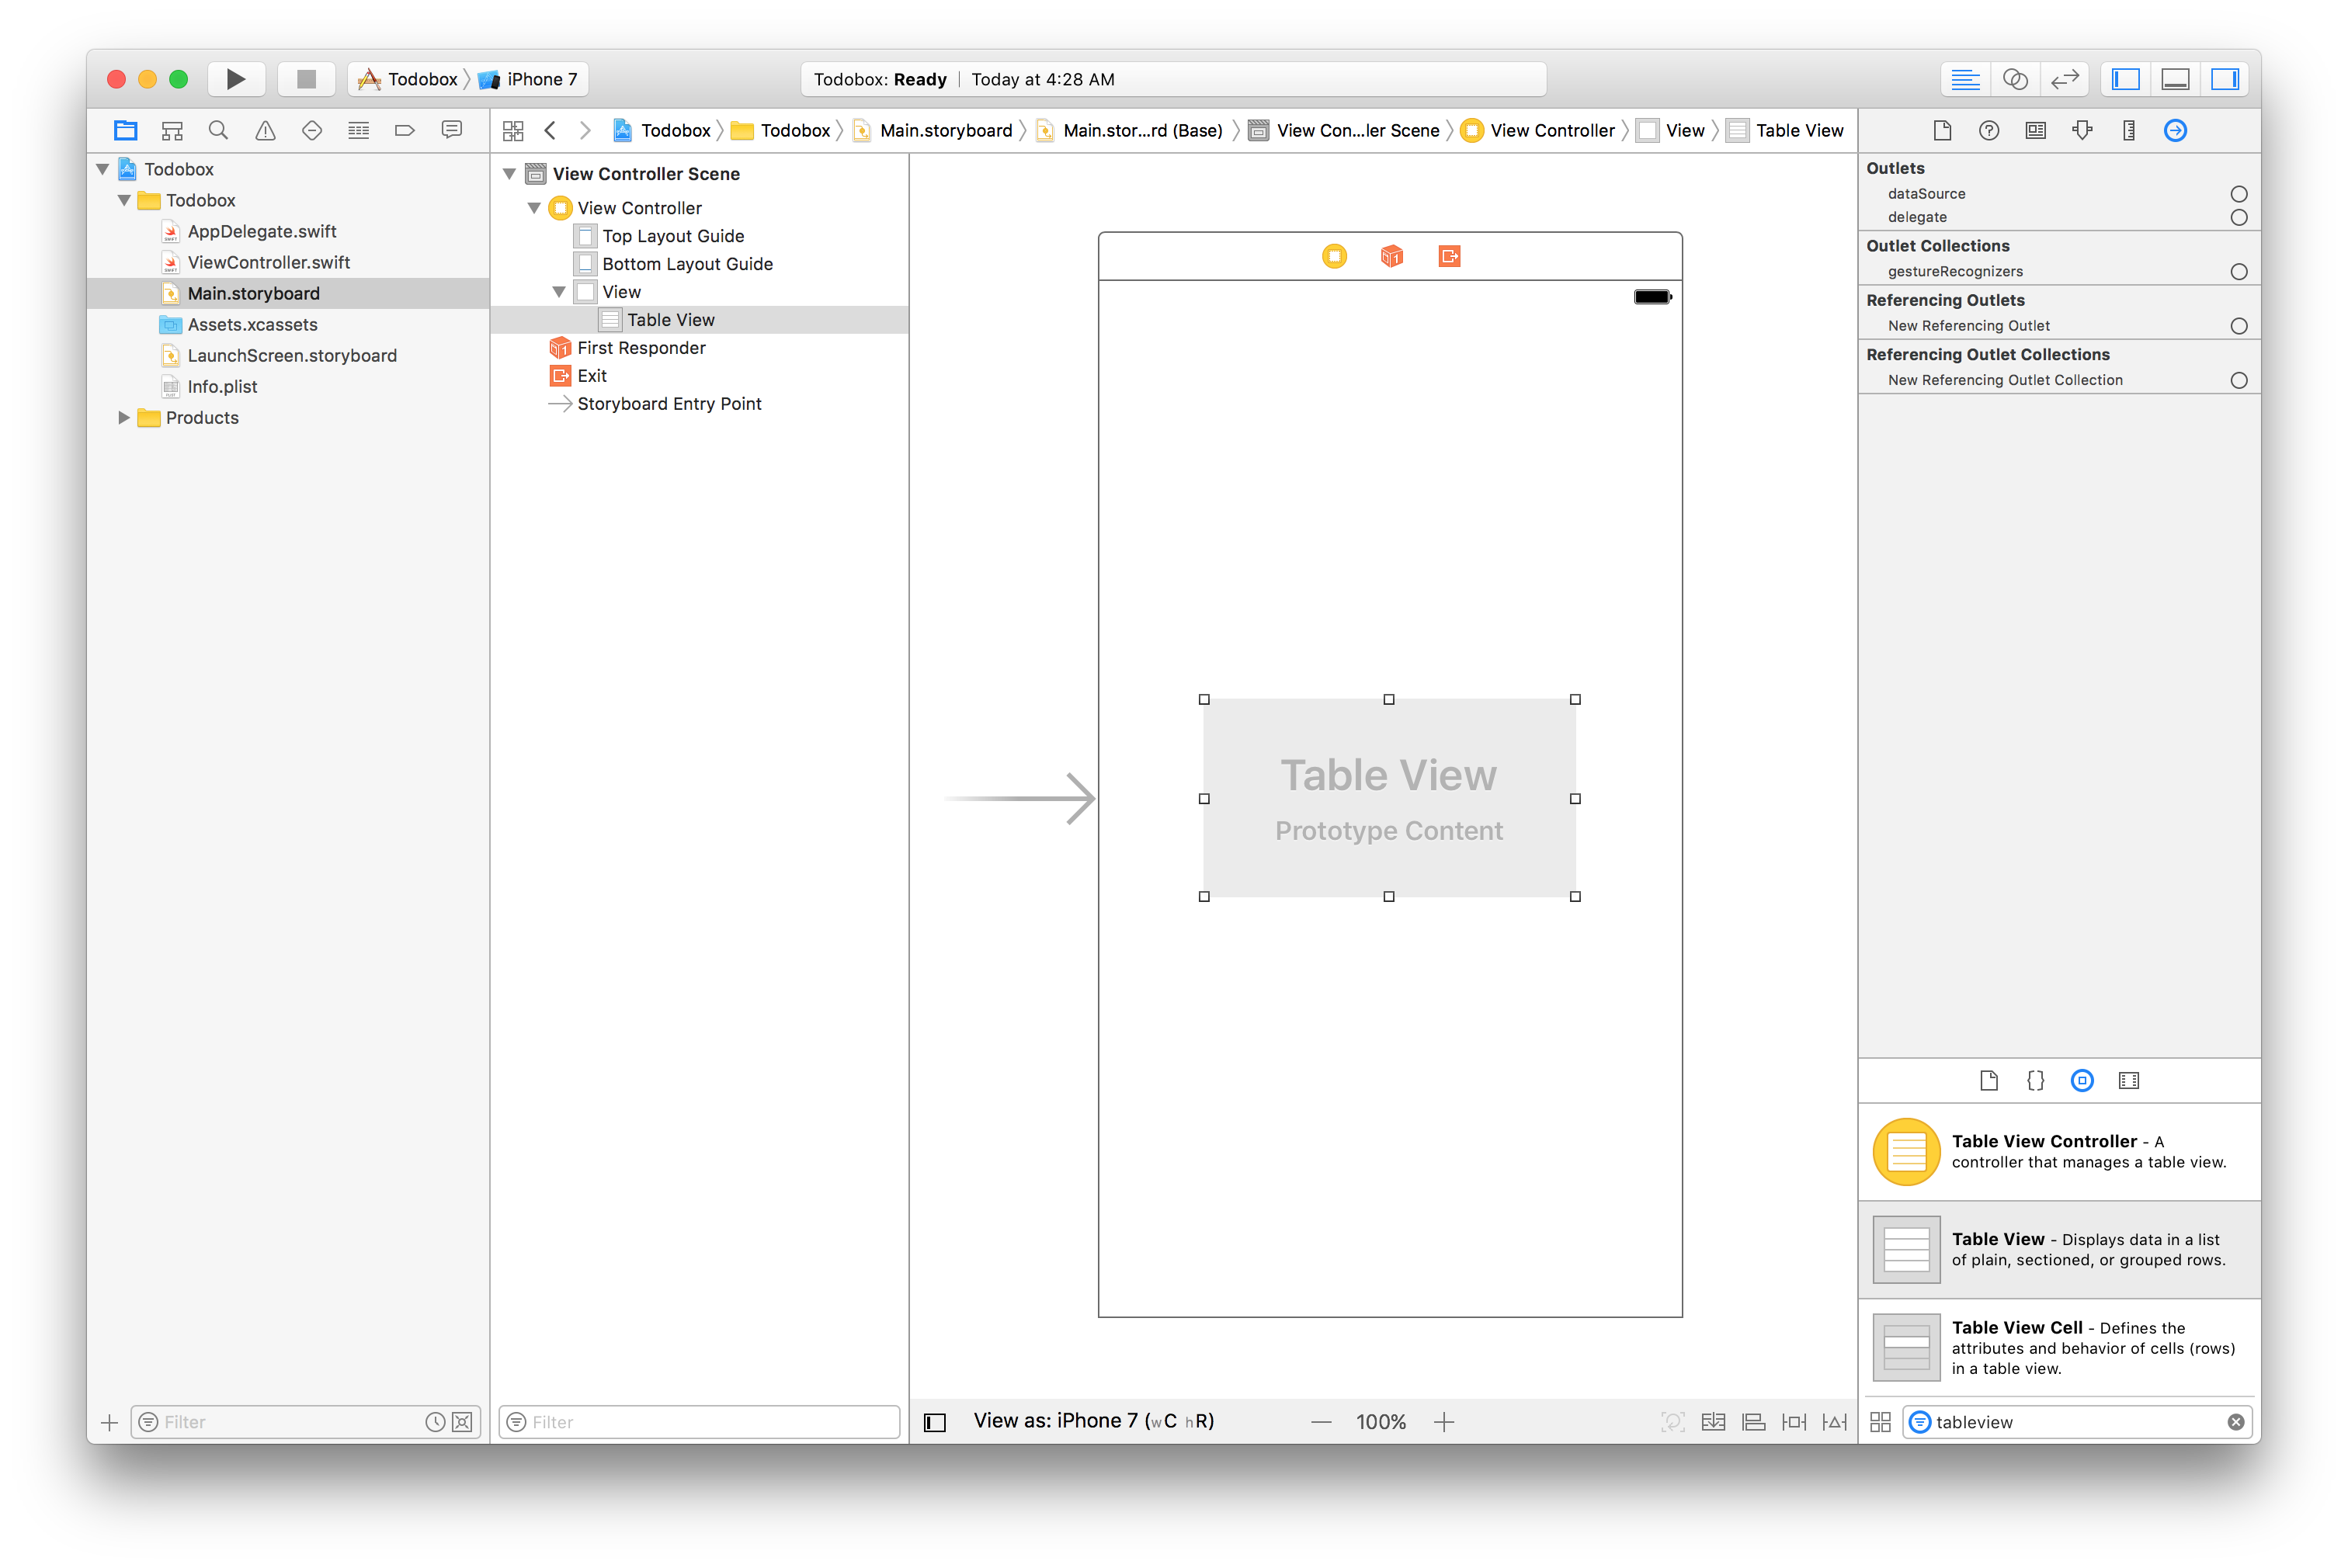 Todobox iPhone 7
Todobox: Ready Today at 4:28 AM
Todobox Todobox Main.storyboard Main.stor...rd (Base) View Con...ler Scene View Controller View Table View
Todobox
Todobox
AppDelegate.swift
ViewController.swift
Main.storyboard
Assets.xcassets
LaunchScreen.storyboard
Info.plist
Products
Filter
View Controller Scene
View Controller
Top Layout Guide
Bottom Layout Guide
View
Table View
First Responder
Exit
Storyboard Entry Point
Filter
Table View
Prototype Content
View as: iPhone 7 (wC hR)
100%
Outlets
dataSource
delegate
Outlet Collections
gestureRecognizers
Referencing Outlets
New Referencing Outlet
Referencing Outlet Collections
New Referencing Outlet Collection
Table View Controller - A
controller that manages a table view.
Table View - Displays data in a list
of plain, sectioned, or grouped rows.
Table View Cell - Defines the
attributes and behavior of cells (rows)
in a table view.
tableview